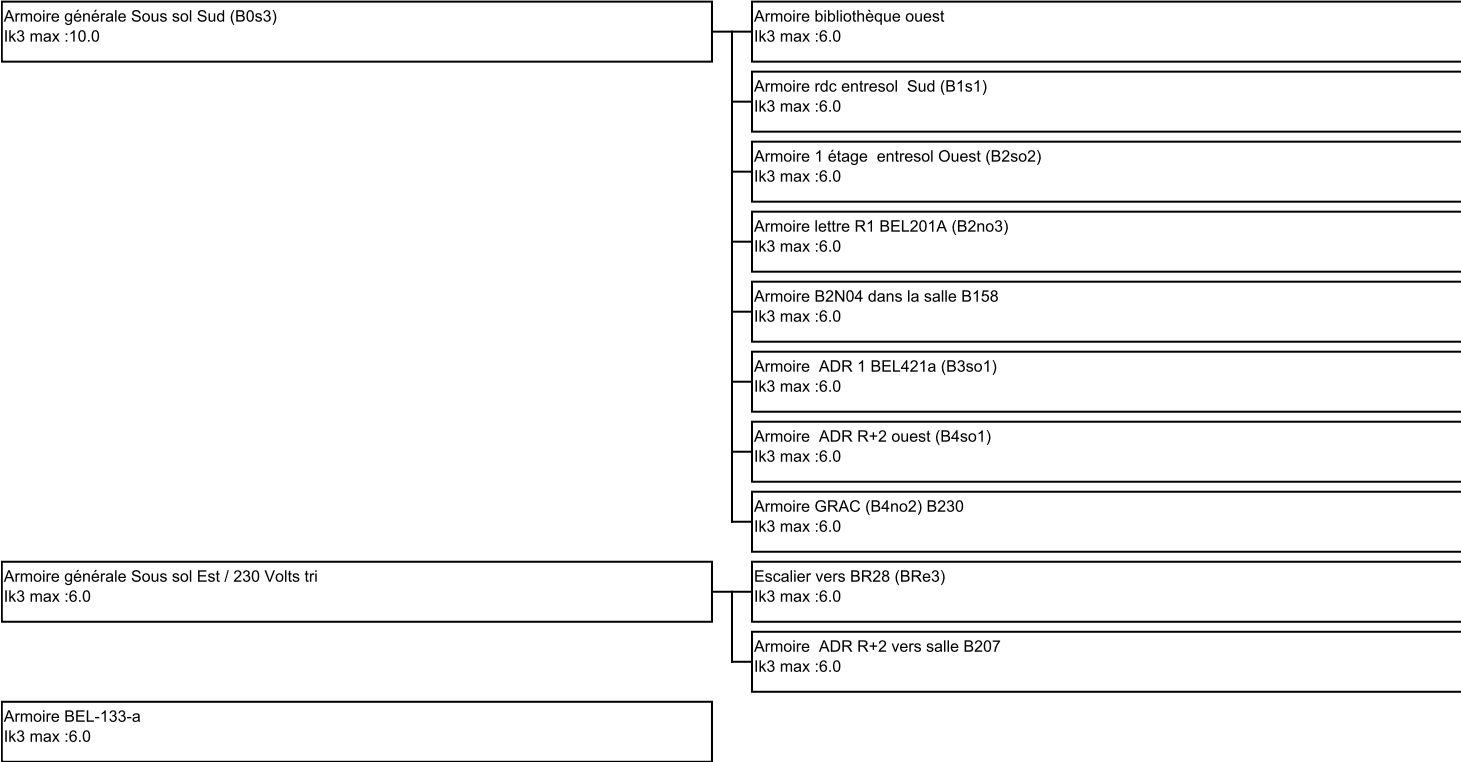 Armoire générale Sous sol Sud (B0s3)
Ik3 max :10.0
Armoire bibliothèque ouest
Ik3 max :6.0
Armoire rdc entresol  Sud (B1s1)
Ik3 max :6.0
Armoire 1 étage  entresol Ouest (B2so2)
Ik3 max :6.0
Armoire lettre R1 BEL201A (B2no3)
Ik3 max :6.0
Armoire B2N04 dans la salle B158
Ik3 max :6.0
Armoire  ADR 1 BEL421a (B3so1)
Ik3 max :6.0
Armoire  ADR R+2 ouest (B4so1)
Ik3 max :6.0
Armoire GRAC (B4no2) B230
Ik3 max :6.0
Armoire générale Sous sol Est / 230 Volts tri
Ik3 max :6.0
Escalier vers BR28 (BRe3)
Ik3 max :6.0
Armoire  ADR R+2 vers salle B207
Ik3 max :6.0
Armoire BEL-133-a
Ik3 max :6.0